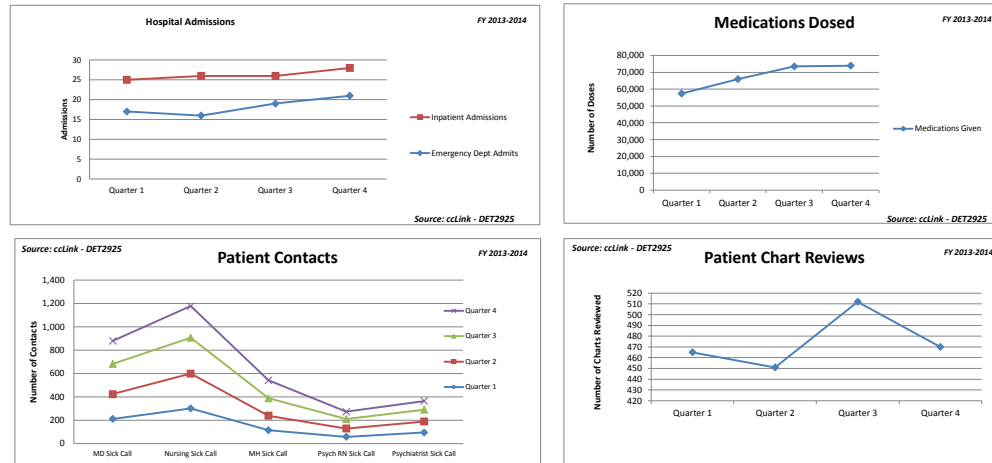 Hospital Admissions
FY 2013-2014
30
25
20
15
10
5
0
Admissions
Quarter 1 Quarter 2 Quarter 3 Quarter 4
Inpatient Admissions
Emergency Dept Admits
Source: ccLink - DET2925
Medications Dosed
FY 2013-2014
80,000
70,000
60,000
50,000
40,000
30,000
20,000
10,000
0
Number of Doses
Quarter 1 Quarter 2 Quarter 3 Quarter 4
Medications Given
Source: ccLink - DET2925
Source: ccLink - DET2925
Patient Contacts
FY 2013-2014
1,400
1,200
1,000
800
600
400
200
0
Number of Contacts
MD Sick Call Nursing Sick Call MH Sick Call Psych RN Sick Call Psychiatrist Sick Call
Quarter 4
Quarter 3
Quarter 2
Quarter 1
Source: ccLink - DET2925
Patient Chart Reviews
FY 2013-2014
520
510
500
490
480
470
460
450
440
430
420
Number of Charts Reviewed
Quarter 1 Quarter 2 Quarter 3 Quarter 4